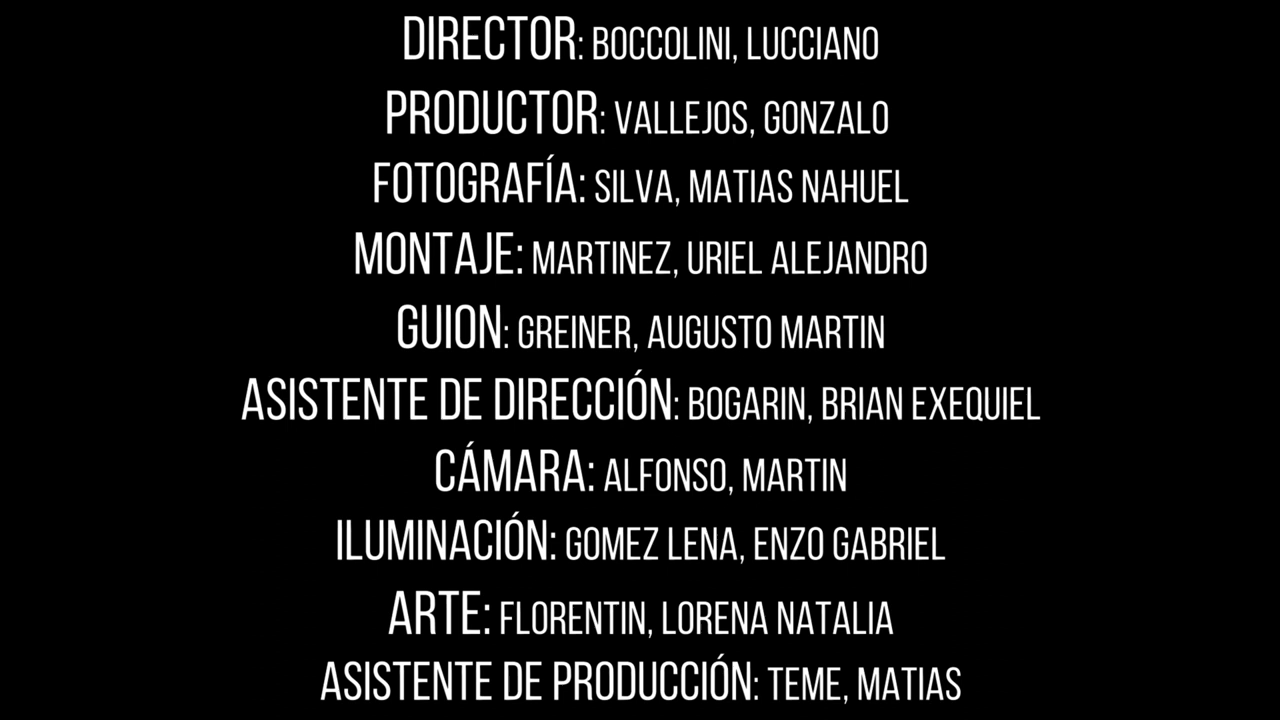 DIRECTOR: BOCCOLINI, LUCCIANO
PRODUCTOR: VALLEJOS, GONZALO
FOTOGRAFÍA: SILVA, MATIAS NAHUEL
MONTAJE: MARTINEZ, URIEL ALEJANDRO
GUION: GREINER, AUGUSTO MARTIN
ASISTENTE DE DIRECCIÓN: BOGARIN, BRIAN EXEQUIEL
CÁMARA: ALFONSO, MARTIN
ILUMINACIÓN: GOMEZ LENA, ENZO GABRIEL
ARTE: FLORENTIN, LORENA NATALIA
ASISTENTE DE PRODUCCIÓN: TEME, MATIAS